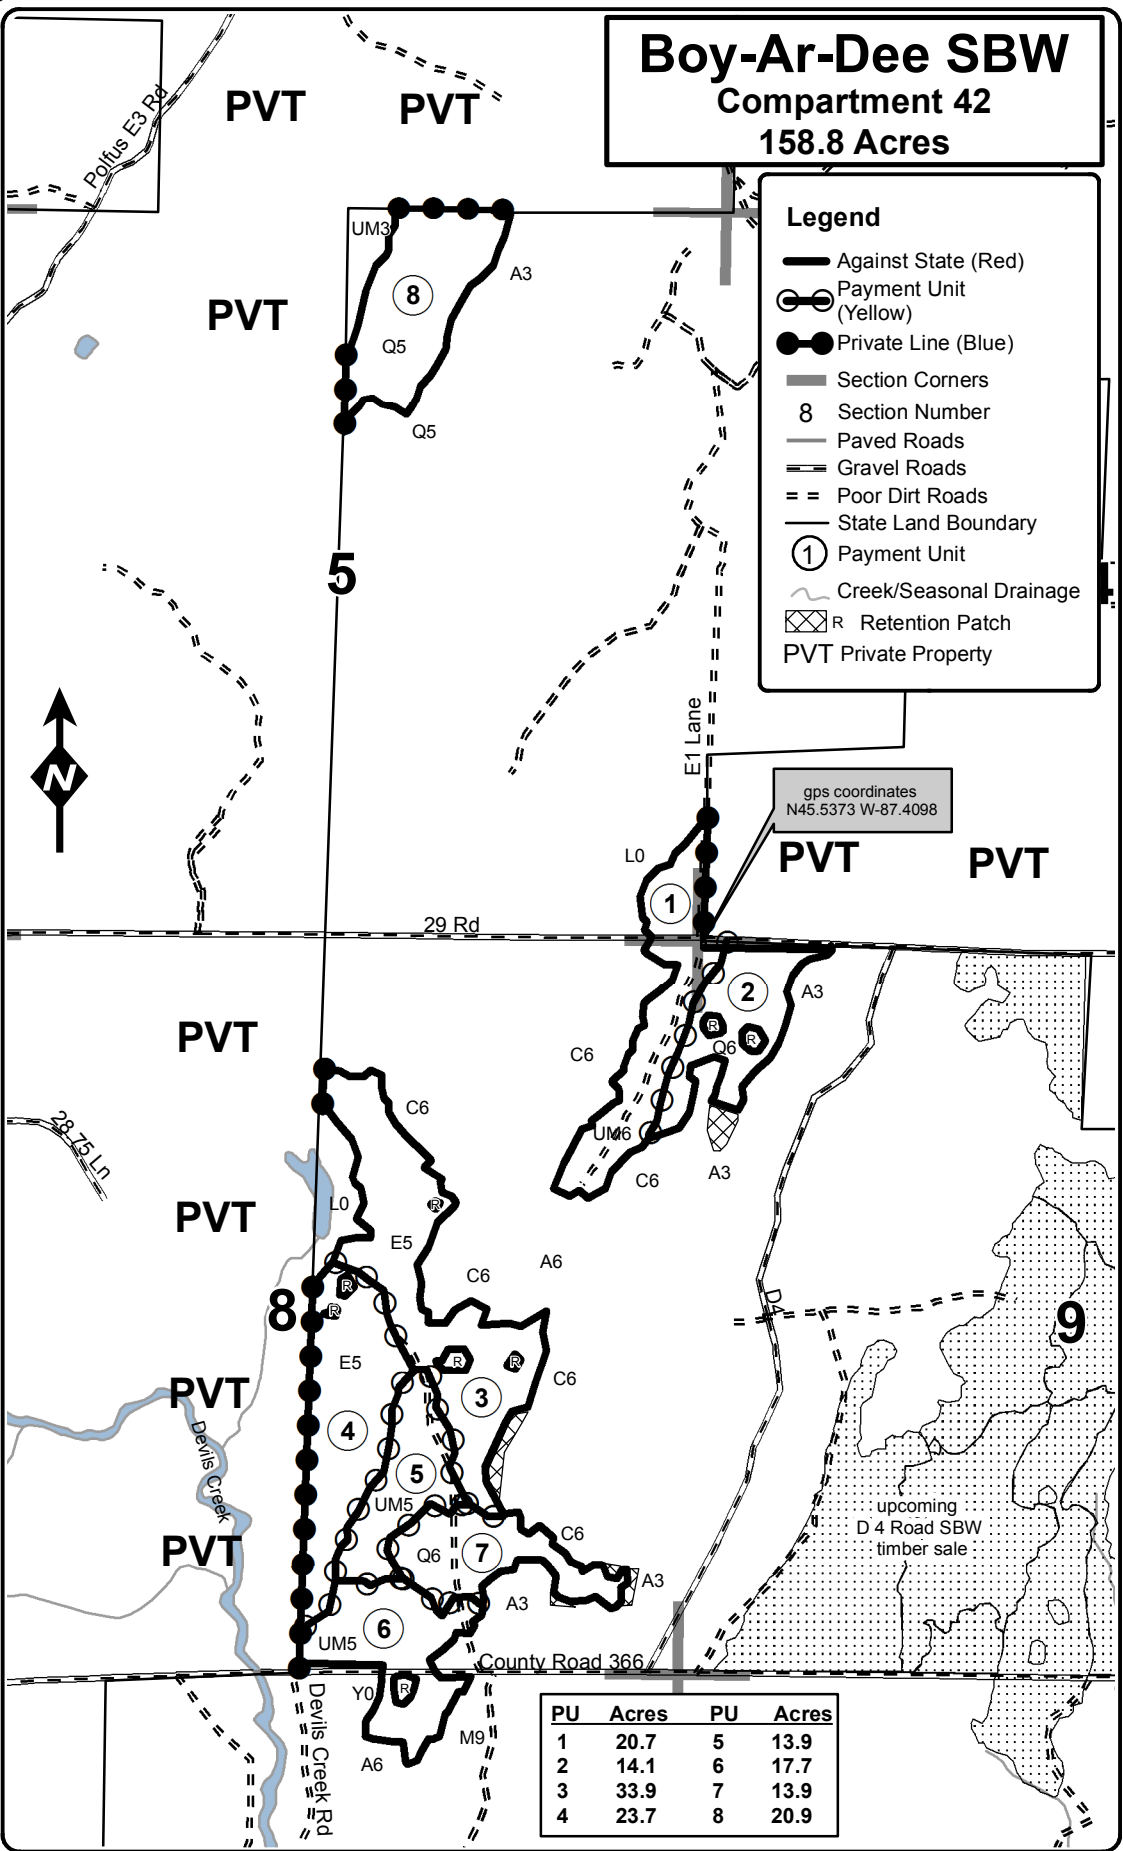 Boy-Ar-Dee SBW
Compartment 42
158.8 Acres
Polfus E3 Rd
PVT
PVT
Legend
Against State (Red)
Payment Unit
(Yellow)
Private Line (Blue)
Section Corners
8 Section Number
Paved Roads
Gravel Roads
Poor Dirt Roads
State Land Boundary
1 Payment Unit
Creek/Seasonal Drainage
R Retention Patch
PVT Private Property
UM3
A3
8
PVT
Q5
Q5
5
N
E1 Lane
gps coordinates
N45.5373 W-87.4098
L0
PVT
PVT
1
29 Rd
2
A3
R
R
Q6
PVT
C6
C6
28.75 Ln
UM6
A3
C6
PVT
L0
R
E5
A6
C6
R
R
8
D4
9
E5
R
R
C6
PVT
3
4
Devils Creek
5
UM5
upcoming
D 4 Road SBW
timber sale
PVT
C6
Q6
7
A3
A3
6
UM5
County Road 366
Y0
R
M9
A6
Devils Creek Rd
PU Acres PU Acres
1 20.7 5 13.9
2 14.1 6 17.7
3 33.9 7 13.9
4 23.7 8 20.9